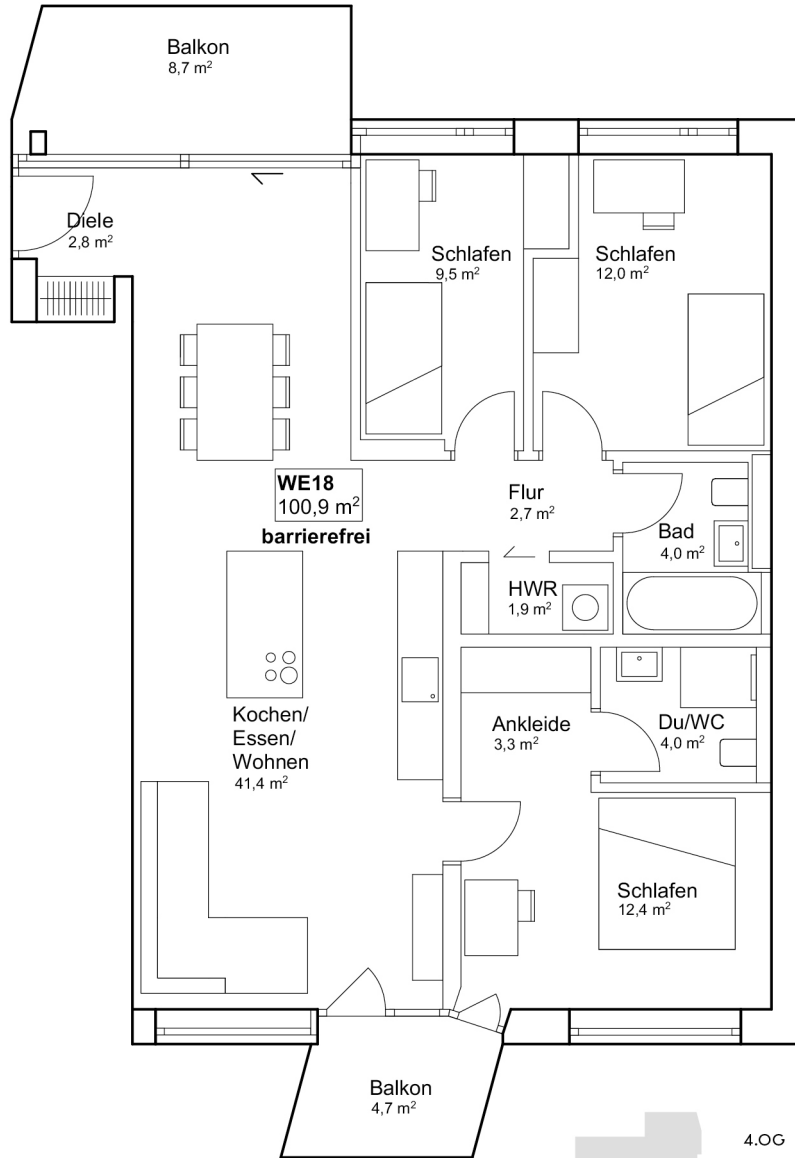 Balkon
8,7 m²
Diele
2,8 m²
Schlafen
9,5 m²
Schlafen
12,0 m²
WE18
100,9 m²
barrierefrei
Flur
2,7 m²
Bad
4,0 m²
HWR
1,9 m²
Kochen/
Essen/
Wohnen
41,4 m²
Ankleide
3,3 m²
Du/WC
4,0 m²
Schlafen
12,4 m²
Balkon
4,7 m²
4.OG